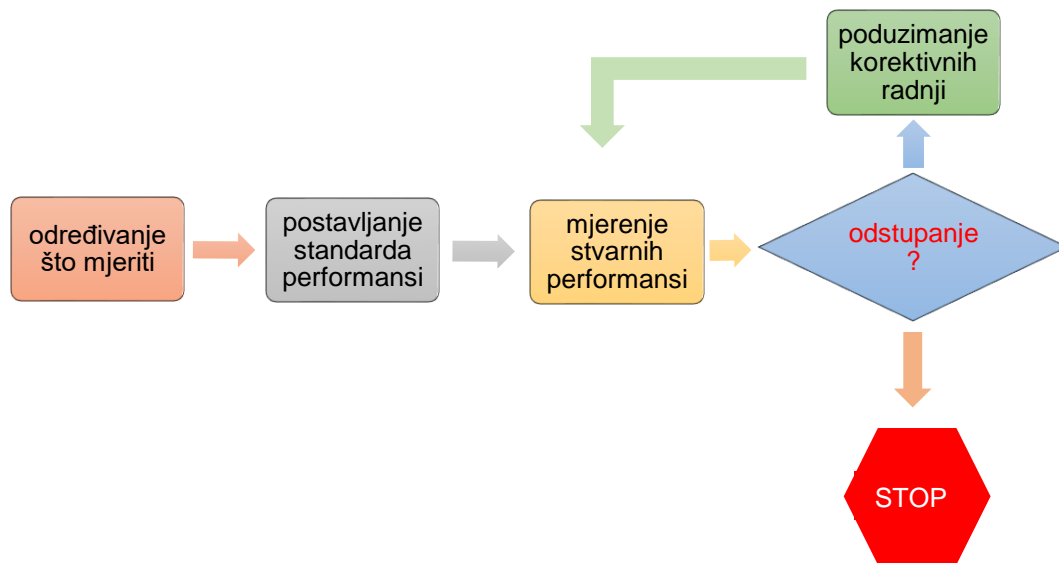 poduzimanje
korektivnih
radnji
određivanje
što mjeriti
postavljanje
standarda
performansi
mjerenje
stvarnih
performansi
odstupanje
?
STOP